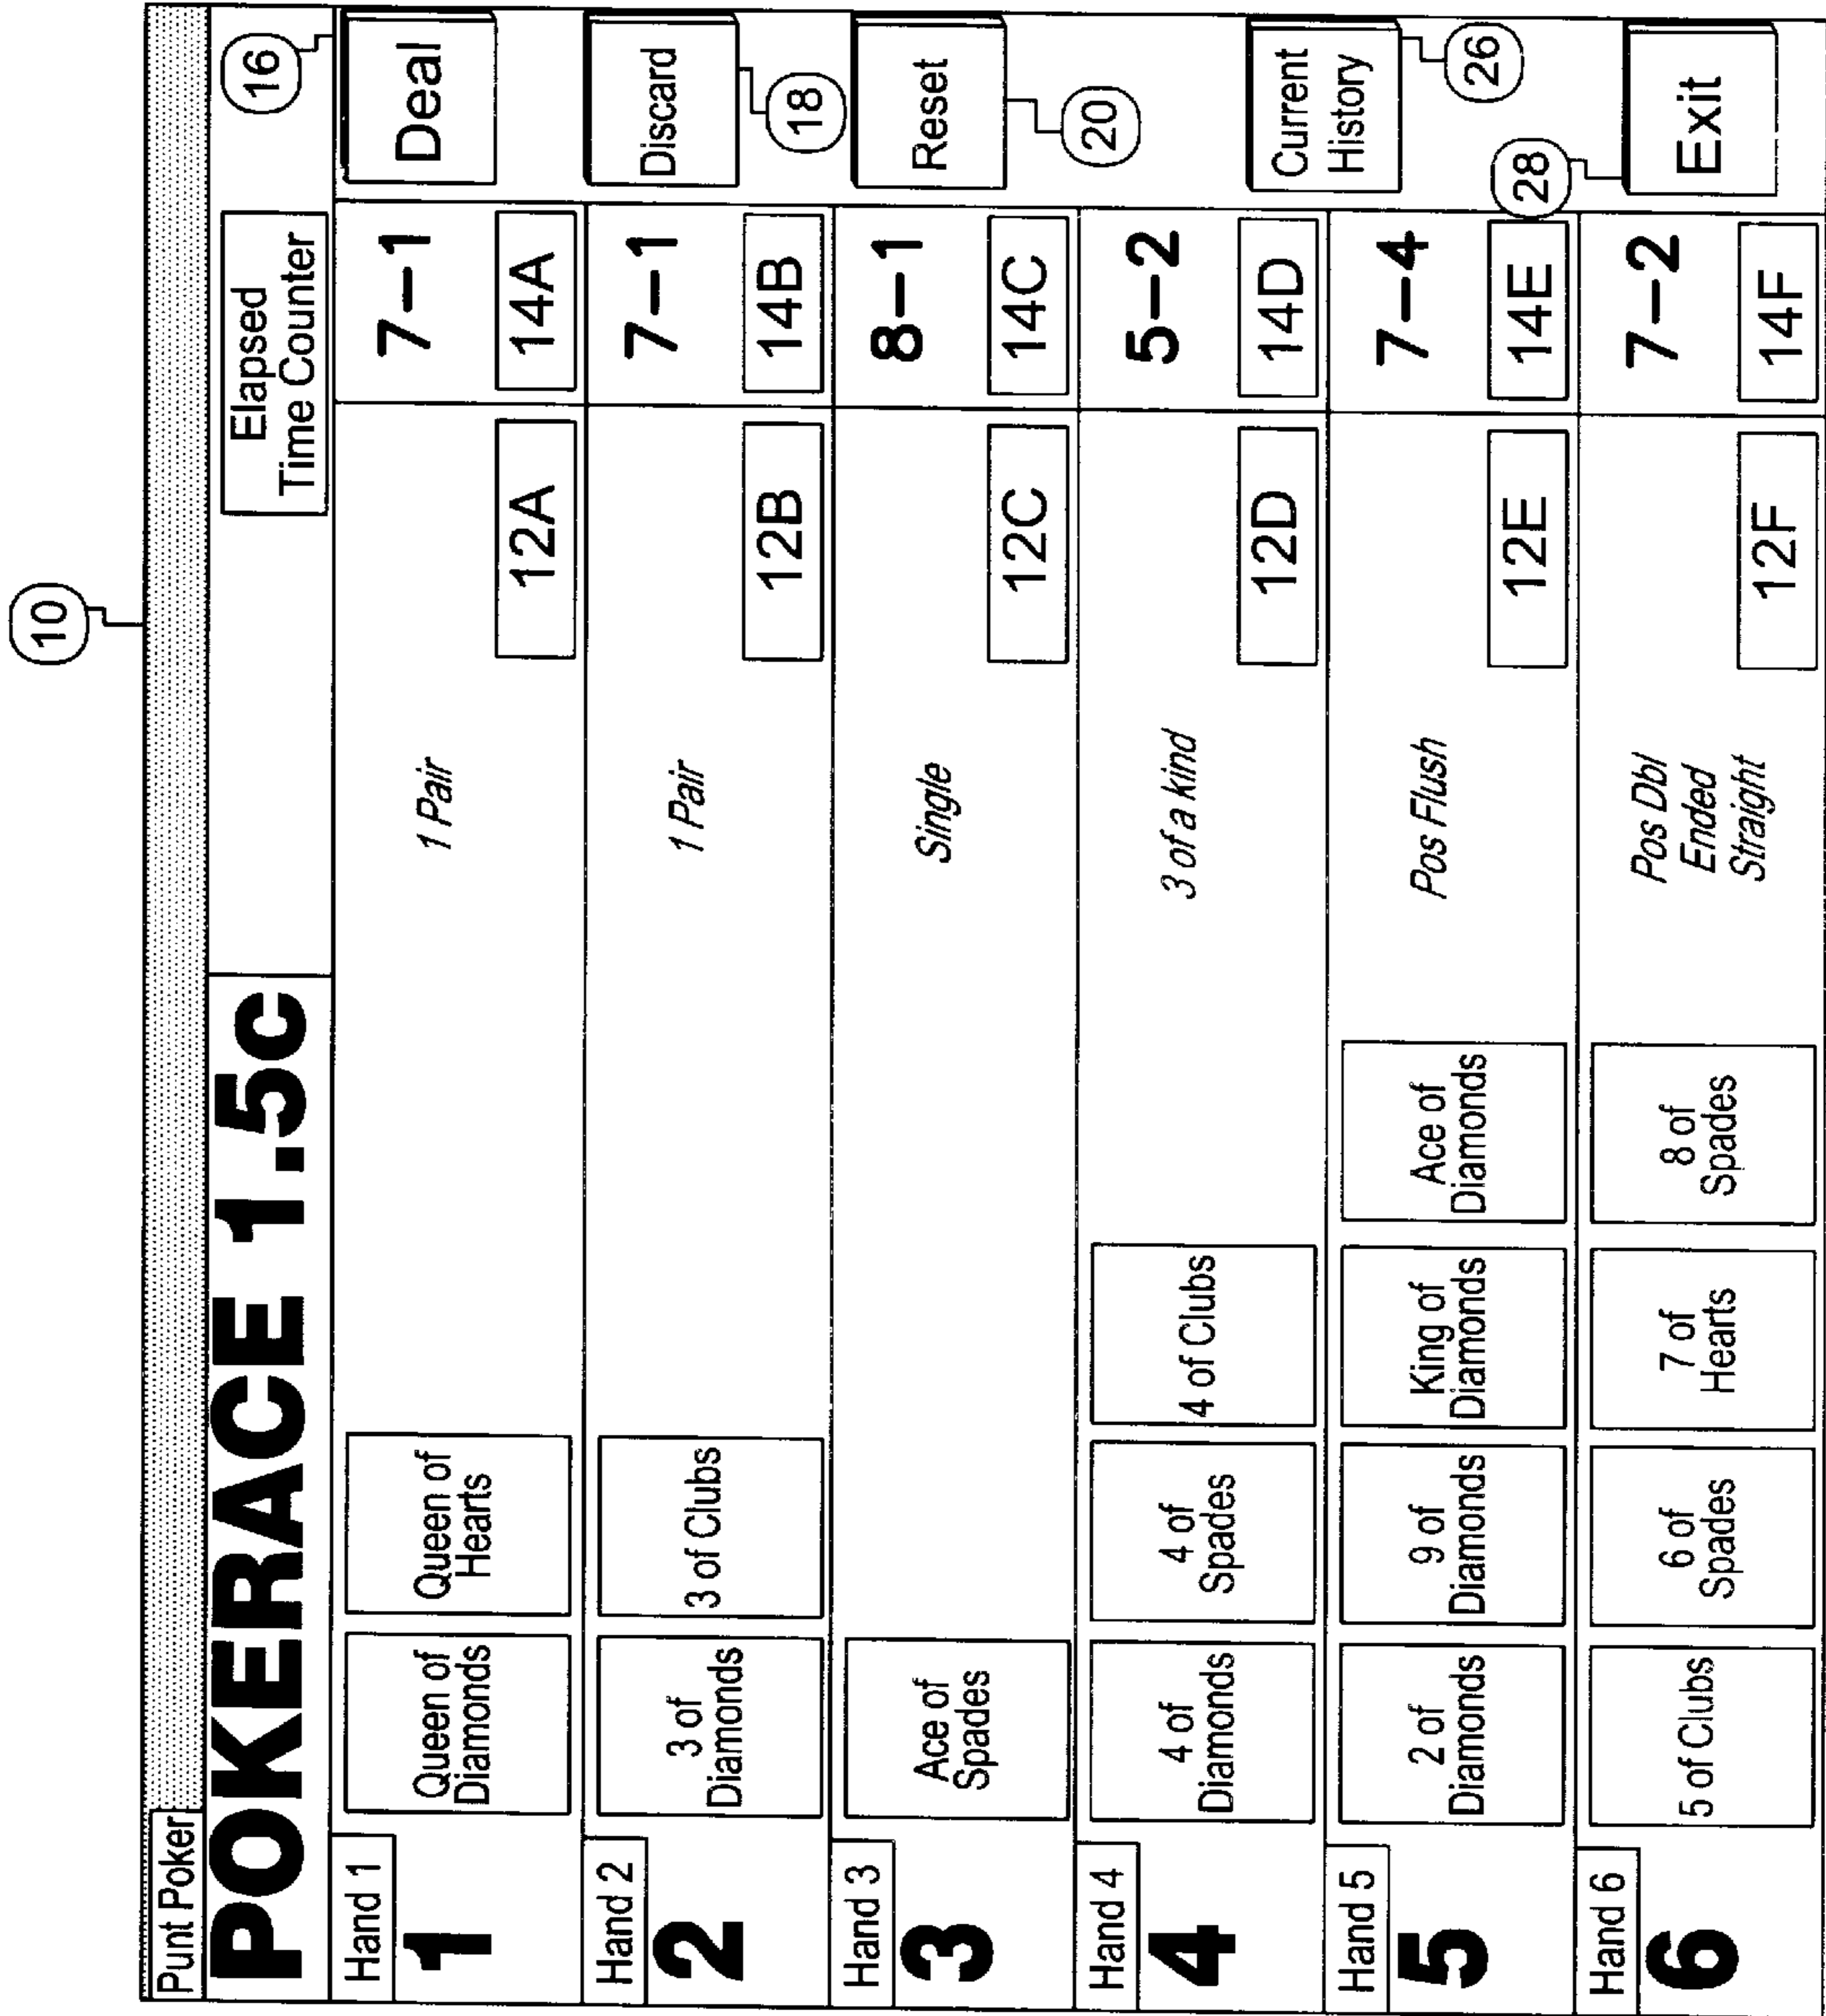 10
Punt Poker
POKERACE 1.5c
Elapsed
Time Counter
16
Hand 1
1
Queen of
Diamonds
Queen of
Hearts
1 Pair
12A
7–1
14A
Deal
Hand 2
2
3 of
Diamonds
3 of Clubs
1 Pair
12B
7–1
14B
Discard
18
Hand 3
3
Ace of
Spades
Single
12C
8–1
14C
Reset
20
Hand 4
4
4 of
Diamonds
4 of
Spades
4 of Clubs
3 of a kind
12D
5–2
14D
Current
History
26
Hand 5
5
2 of
Diamonds
9 of
Diamonds
King of
Diamonds
Ace of
Diamonds
Pos Flush
12E
7–4
14E
28
Hand 6
6
5 of Clubs
6 of
Spades
7 of
Hearts
8 of
Spades
Pos Dbl
Ended
Straight
12F
7–2
14F
Exit